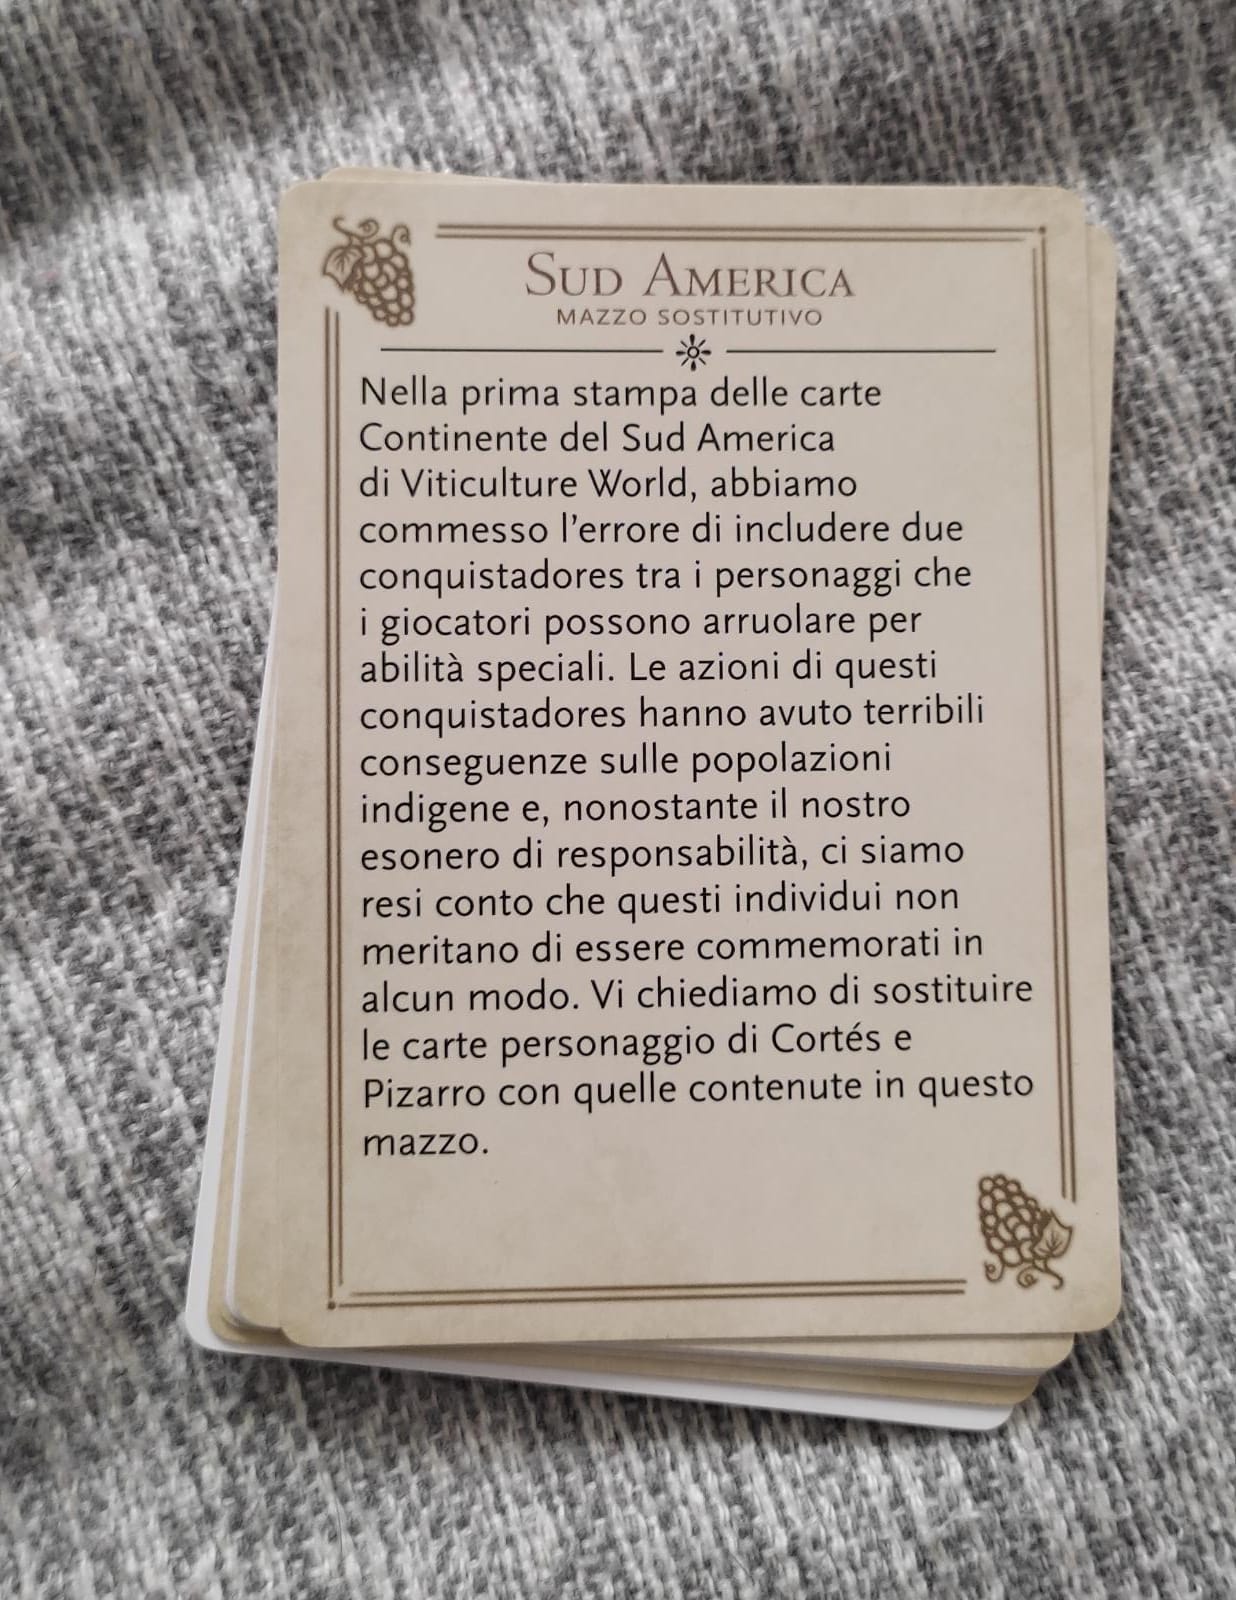 Sud America
MAZZO SOSTITUTIVO
Nella prima stampa delle carte
Continente del Sud America
di Viticulture World, abbiamo
commesso l'errore di includere due
conquistadores tra i personaggi che
i giocatori possono arruolare per
abilità speciali. Le azioni di questi
conquistadores hanno avuto terribili
conseguenze sulle popolazioni
indigene e, nonostante il nostro
esonero di responsabilità, ci siamo
resi conto che questi individui non
meritano di essere commemorati in
alcun modo. Vi chiediamo di sostituire
le carte personaggio di Cortés e
Pizarro con quelle contenute in questo
mazzo.